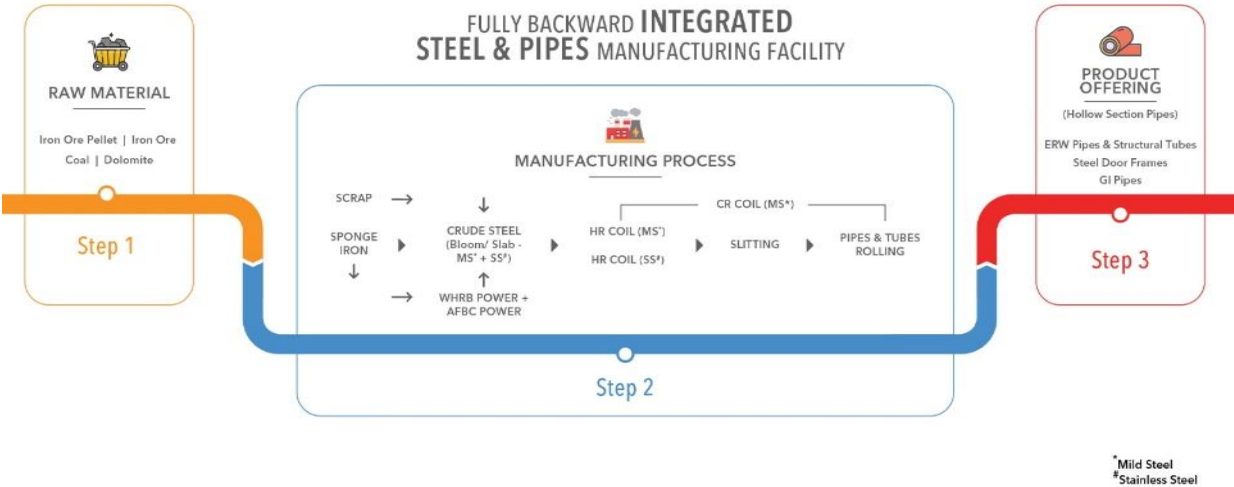 FULLY BACKWARD INTEGRATED
STEEL & PIPES MANUFACTURING FACILITY
RAW MATERIAL
Iron Ore Pellet | Iron Ore
Coal | Dolomite
Step 1
MANUFACTURING PROCESS
SCRAP
SPONGE
IRON
CRUDE STEEL
(Bloom/ Slab -
MS* + SS#)
WHRB POWER +
AFBC POWER
CR COIL (MS*)
HR COIL (MS*)
HR COIL (SS#)
SLITTING
PIPES & TUBES
ROLLING
Step 2
PRODUCT
OFFERING
(Hollow Section Pipes)
ERW Pipes & Structural Tubes
Steel Door Frames
GI Pipes
Step 3
*Mild Steel
#Stainless Steel